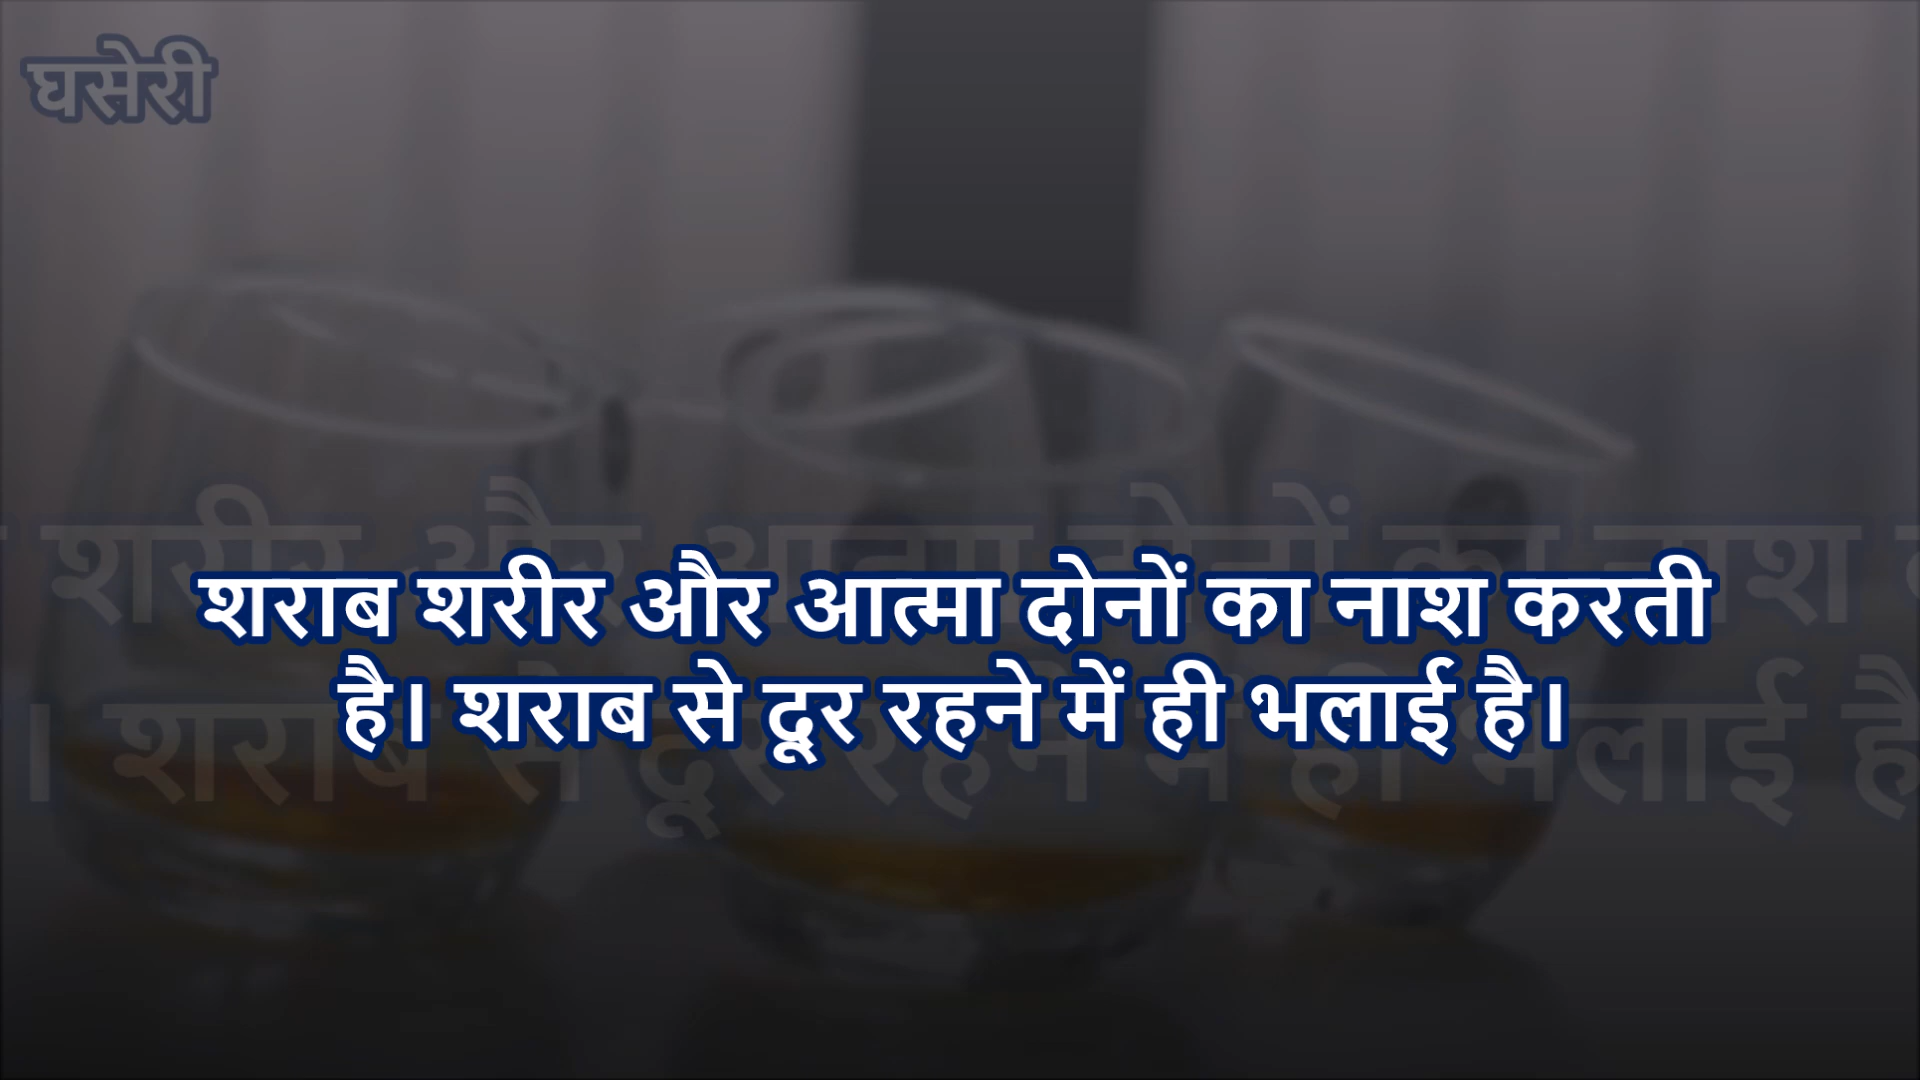 घसेरी
शराब शरीर और आत्मा दोनों का नाश करती
है। शराब से दूर रहने में ही भलाई है।